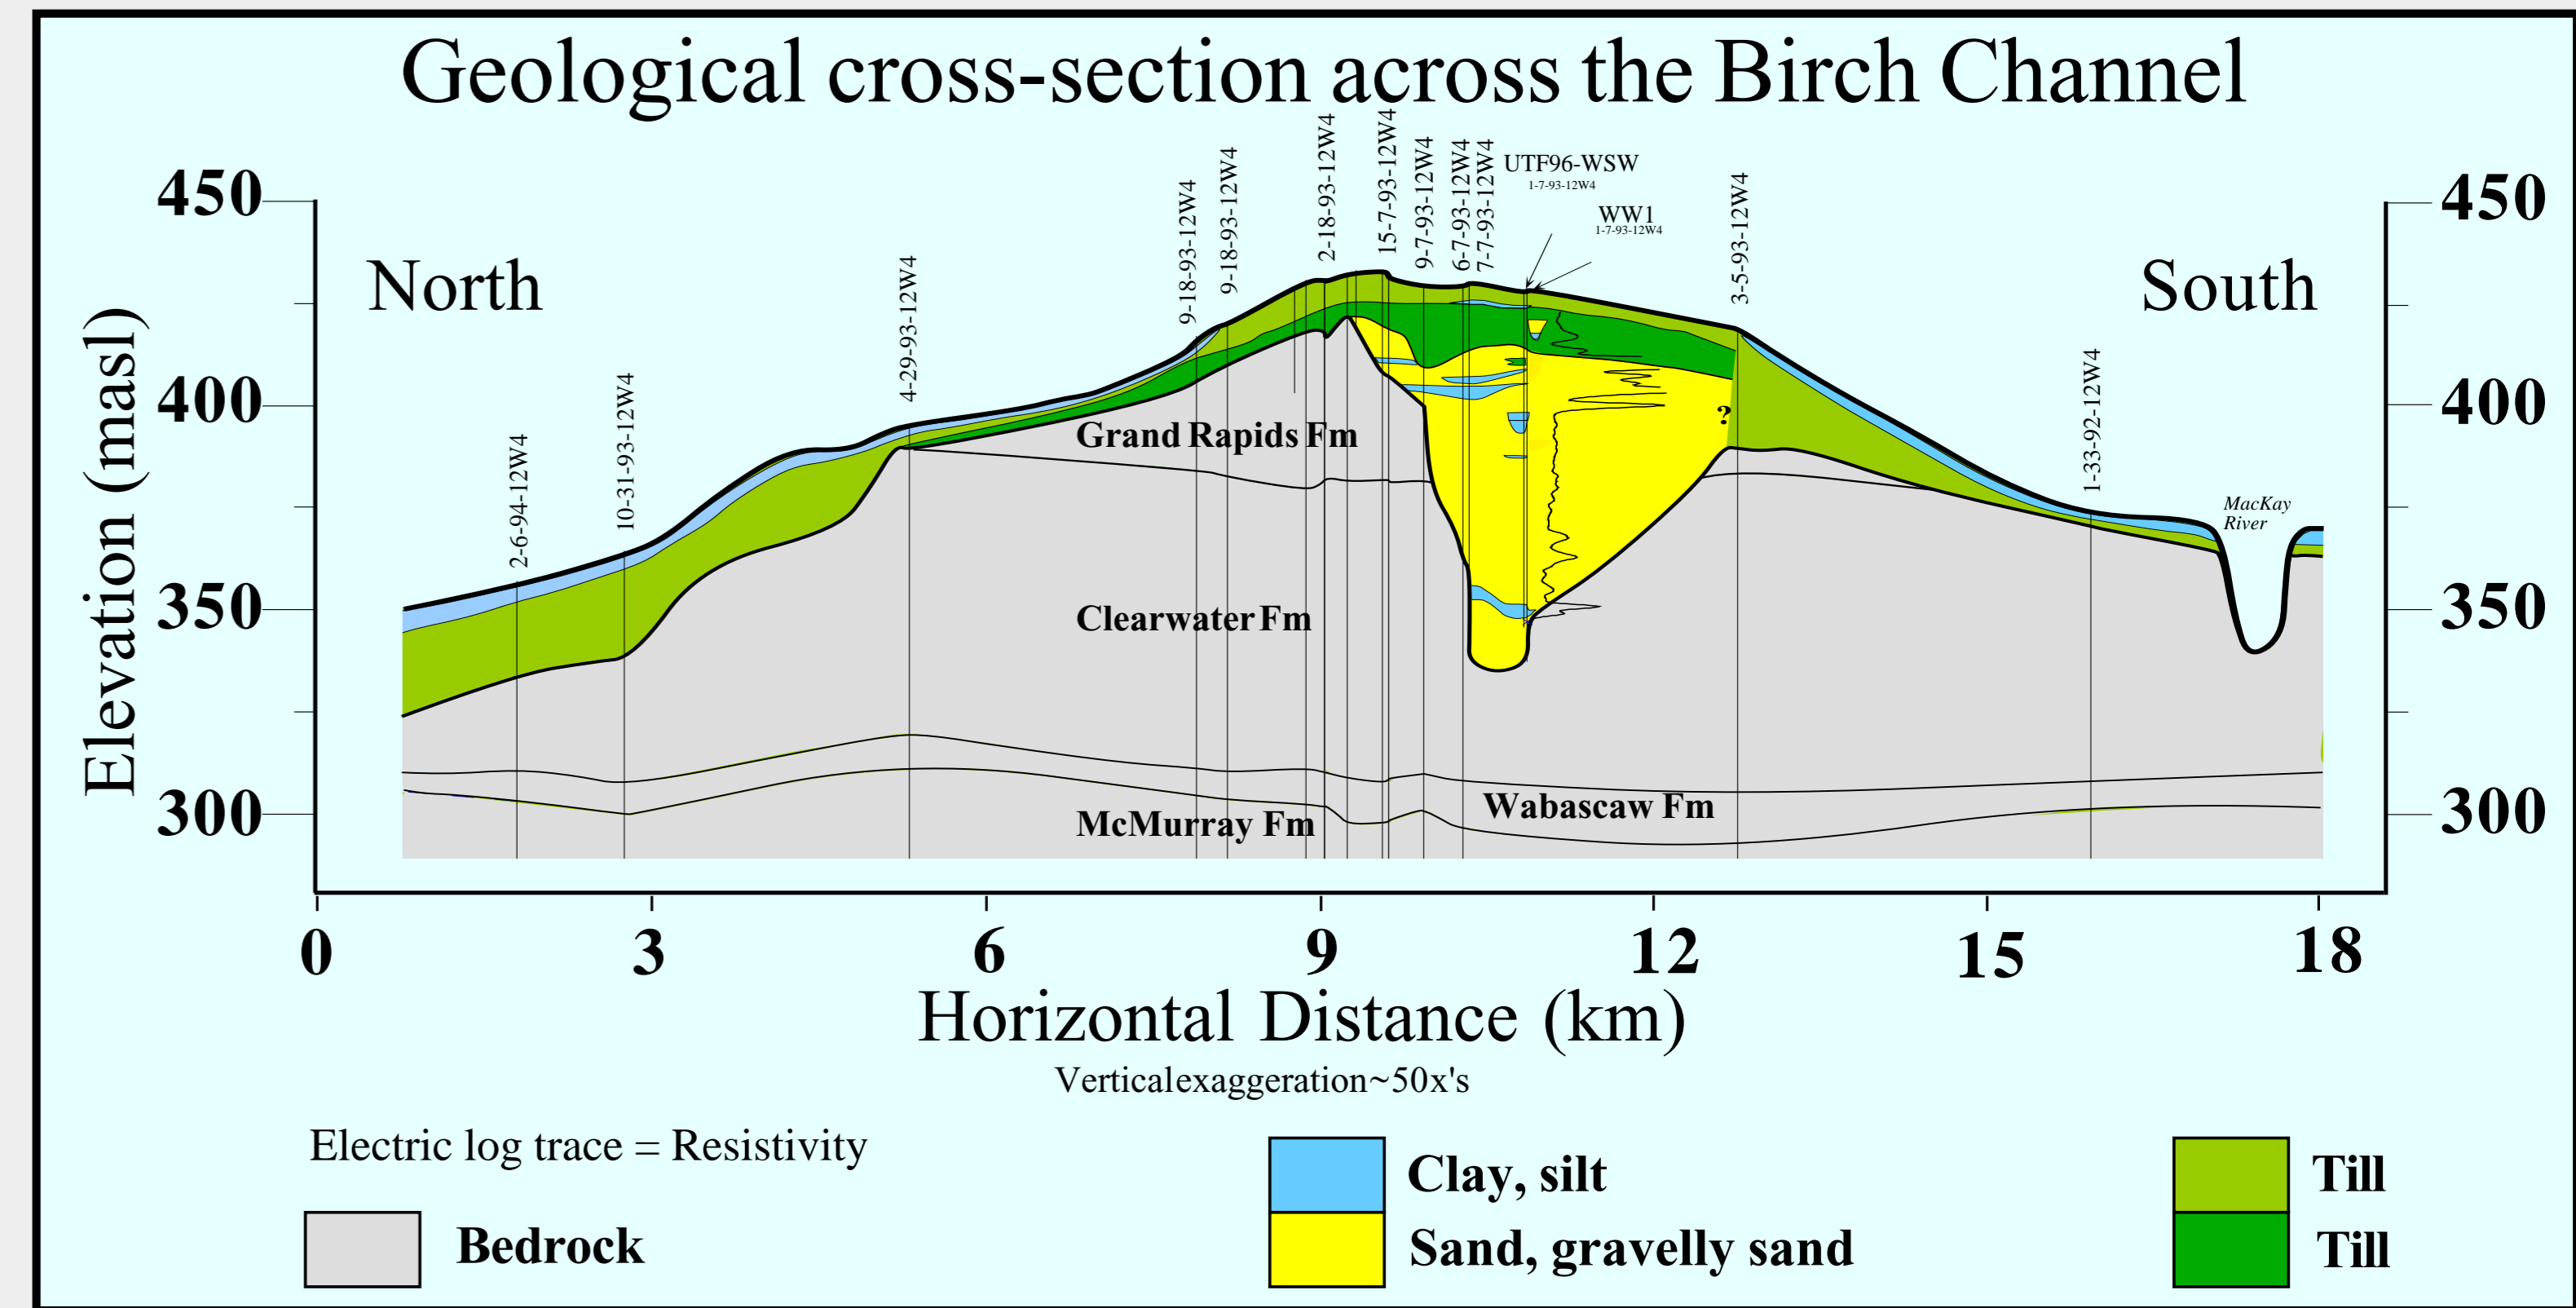 Geological cross-section across the Birch Channel
450
400
350
300
Elevation (masl)
North
South
2-6-94-12W4
10-31-93-12W4
4-29-93-12W4
9-18-93-12W4
9-18-93-12W4
2-18-93-12W4
15-7-93-12W4
9-7-93-12W4
6-7-93-12W4
7-7-93-12W4
UTF96-WSW
1-7-93-12W4
WW1
1-7-93-12W4
3-5-93-12W4
1-33-92-12W4
MacKay
River
?
Grand Rapids Fm
Clearwater Fm
Wabascaw Fm
McMurray Fm
450
400
350
300
0 3 6 9 12 15 18
Horizontal Distance (km)
Verticalexaggeration~50x's
Electric log trace = Resistivity
Bedrock
Clay, silt
Sand, gravelly sand
Till
Till